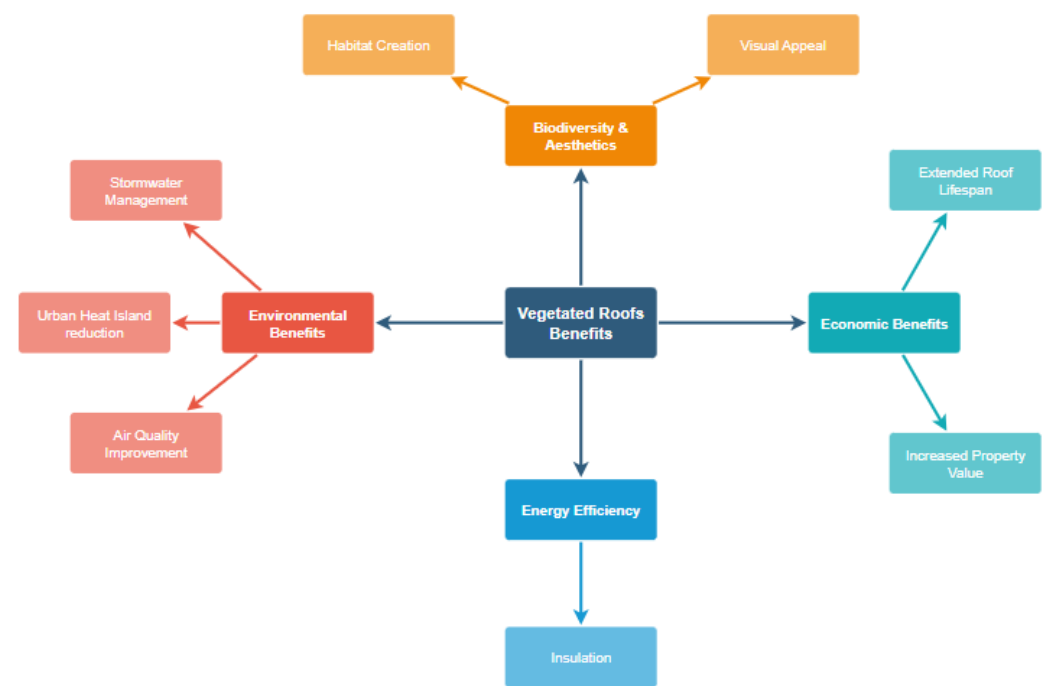 Habitat Creation
Visual Appeal
Biodiversity &
Aesthetics
Stormwater
Management
Extended Roof
Lifespan
Urban Heat Island
reduction
Environmental
Benefits
Vegetated Roofs
Benefits
Economic Benefits
Air Quality
Improvement
Increased Property
Value
Energy Efficiency
Insulation